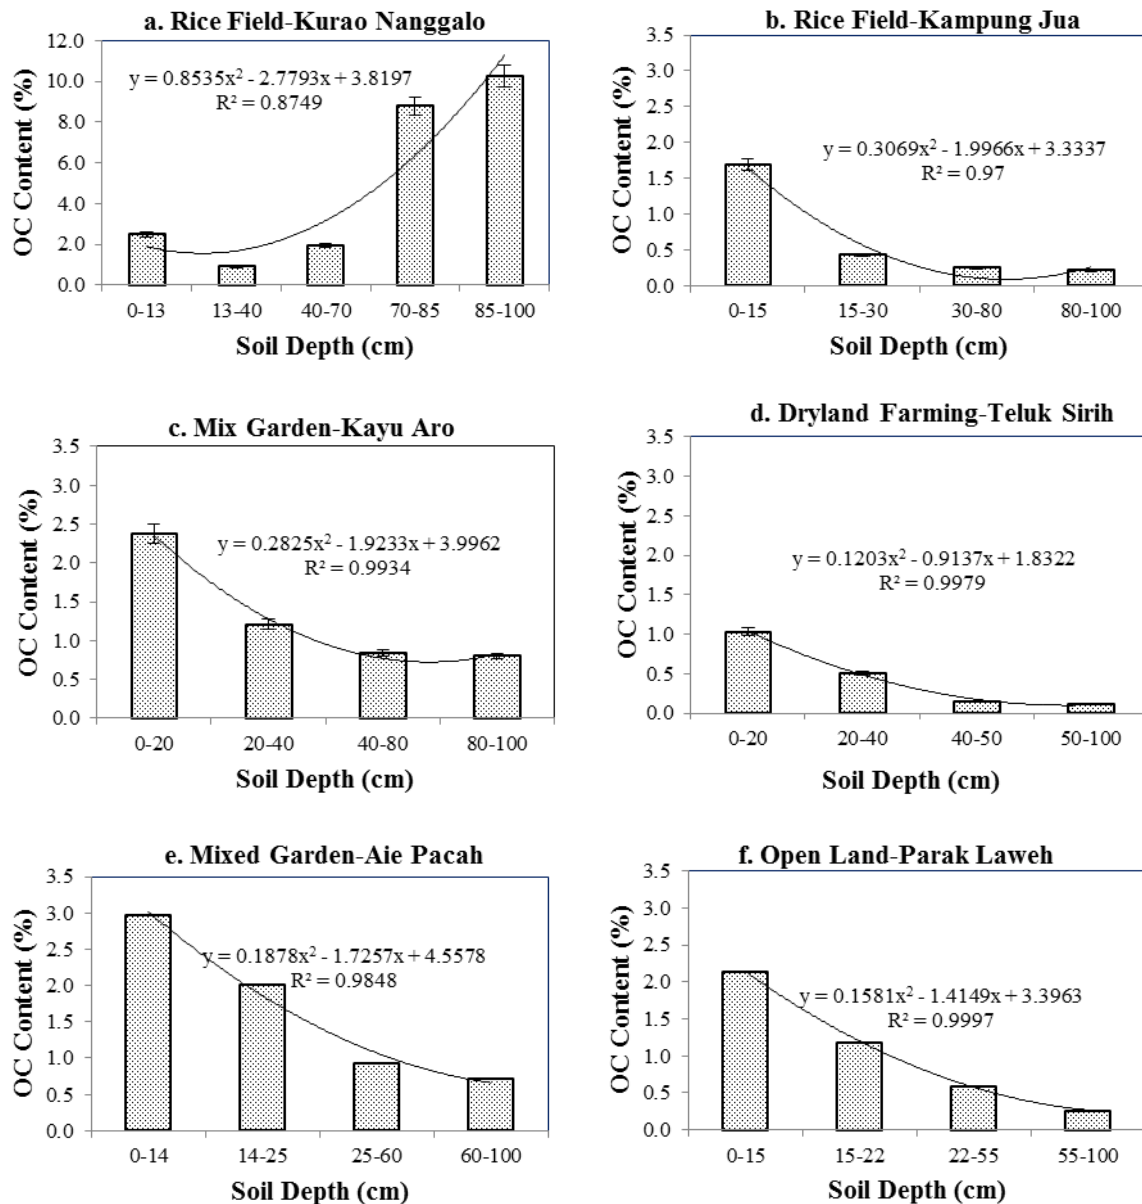 a. Rice Field-Kurao Nanggalo
12.0
10.0
8.0
6.0
4.0
2.0
0.0
OC Content (%)
y = 0.8535x² - 2.7793x + 3.8197
R² = 0.8749
0-13 13-40 40-70 70-85 85-100
Soil Depth (cm)
b. Rice Field-Kampung Jua
3.5
3.0
2.5
2.0
1.5
1.0
0.5
0.0
OC Content (%)
y = 0.3069x² - 1.9966x + 3.3337
R² = 0.97
0-15 15-30 30-80 80-100
Soil Depth (cm)
c. Mix Garden-Kayu Aro
3.5
3.0
2.5
2.0
1.5
1.0
0.5
0.0
OC Content (%)
y = 0.2825x² - 1.9233x + 3.9962
R² = 0.9934
0-20 20-40 40-80 80-100
Soil Depth (cm)
d. Dryland Farming-Teluk Sirih
3.5
3.0
2.5
2.0
1.5
1.0
0.5
0.0
OC Content (%)
y = 0.1203x² - 0.9137x + 1.8322
R² = 0.9979
0-20 20-40 40-50 50-100
Soil Depth (cm)
e. Mixed Garden-Aie Pacah
3.5
3.0
2.5
2.0
1.5
1.0
0.5
0.0
OC Content (%)
y = 0.1878x² - 1.7257x + 4.5578
R² = 0.9848
0-14 14-25 25-60 60-100
Soil Depth (cm)
f. Open Land-Parak Laweh
3.5
3.0
2.5
2.0
1.5
1.0
0.5
0.0
OC Content (%)
y = 0.1581x² - 1.4149x + 3.3963
R² = 0.9997
0-15 15-22 22-55 55-100
Soil Depth (cm)